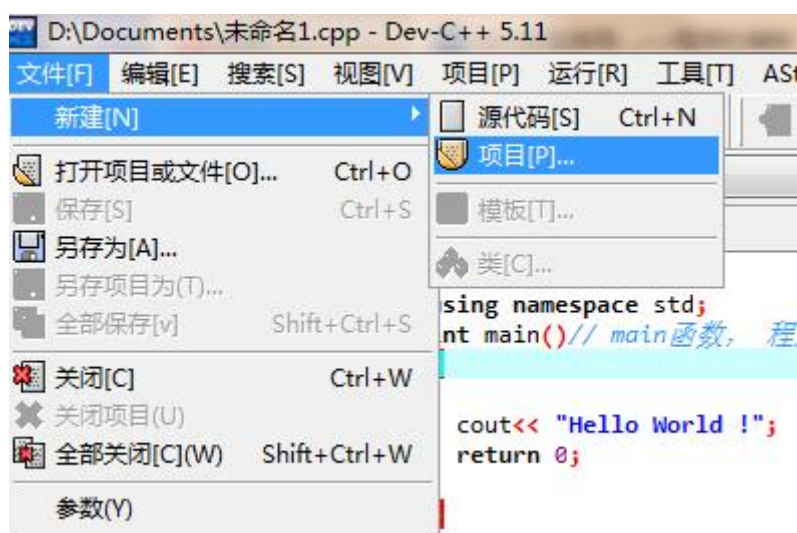 D:\Documents\未命名1.cpp - Dev-C++ 5.11
文件[F] 编辑[E] 搜索[S] 视图[V] 项目[P] 运行[R] 工具[T] ASt
新建[N]
源代码[S] Ctrl+N
项目[P]...
模板[T]...
类[C]...
打开项目或文件[O]... Ctrl+O
保存[S] Ctrl+S
另存为[A]...
另存项目为(T)...
全部保存[v] Shift+Ctrl+S
关闭[C] Ctrl+W
关闭项目(U)
全部关闭[C](W) Shift+Ctrl+W
参数(Y)
sing namespace std;
nt main()// main函数, 程
cout<< "Hello World !";
return 0;